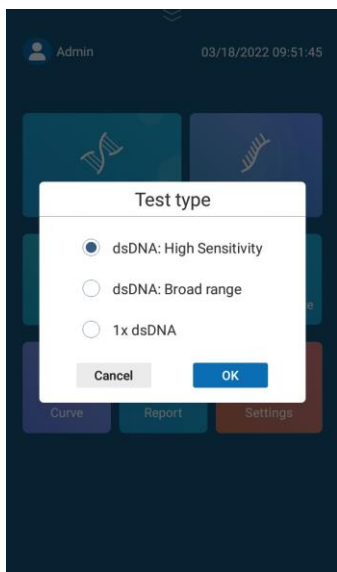 Admin
03/18/2022 09:51:45
Test type
dsDNA: High Sensitivity
dsDNA: Broad range
1x dsDNA
Cancel
OK
Curve
Report
Settings